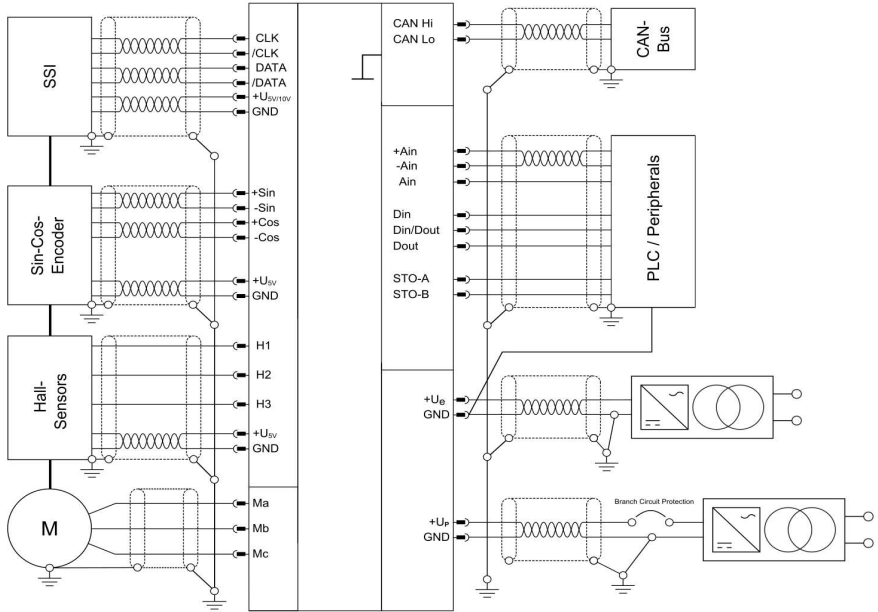 SSI
CLK
/CLK
DATA
/DATA
+U5V/10V
GND
Sin-Cos-
Encoder
+Sin
-Sin
+Cos
-Cos
+U5V
GND
Hall-
Sensors
H1
H2
H3
+U5V
GND
M
Ma
Mb
Mc
CAN Hi
CAN Lo
CAN-
Bus
+Ain
-Ain
Ain
Din
Din/Dout
Dout
STO-A
STO-B
PLC / Peripherals
+Ue
GND
Branch Circuit Protection
+UP
GND